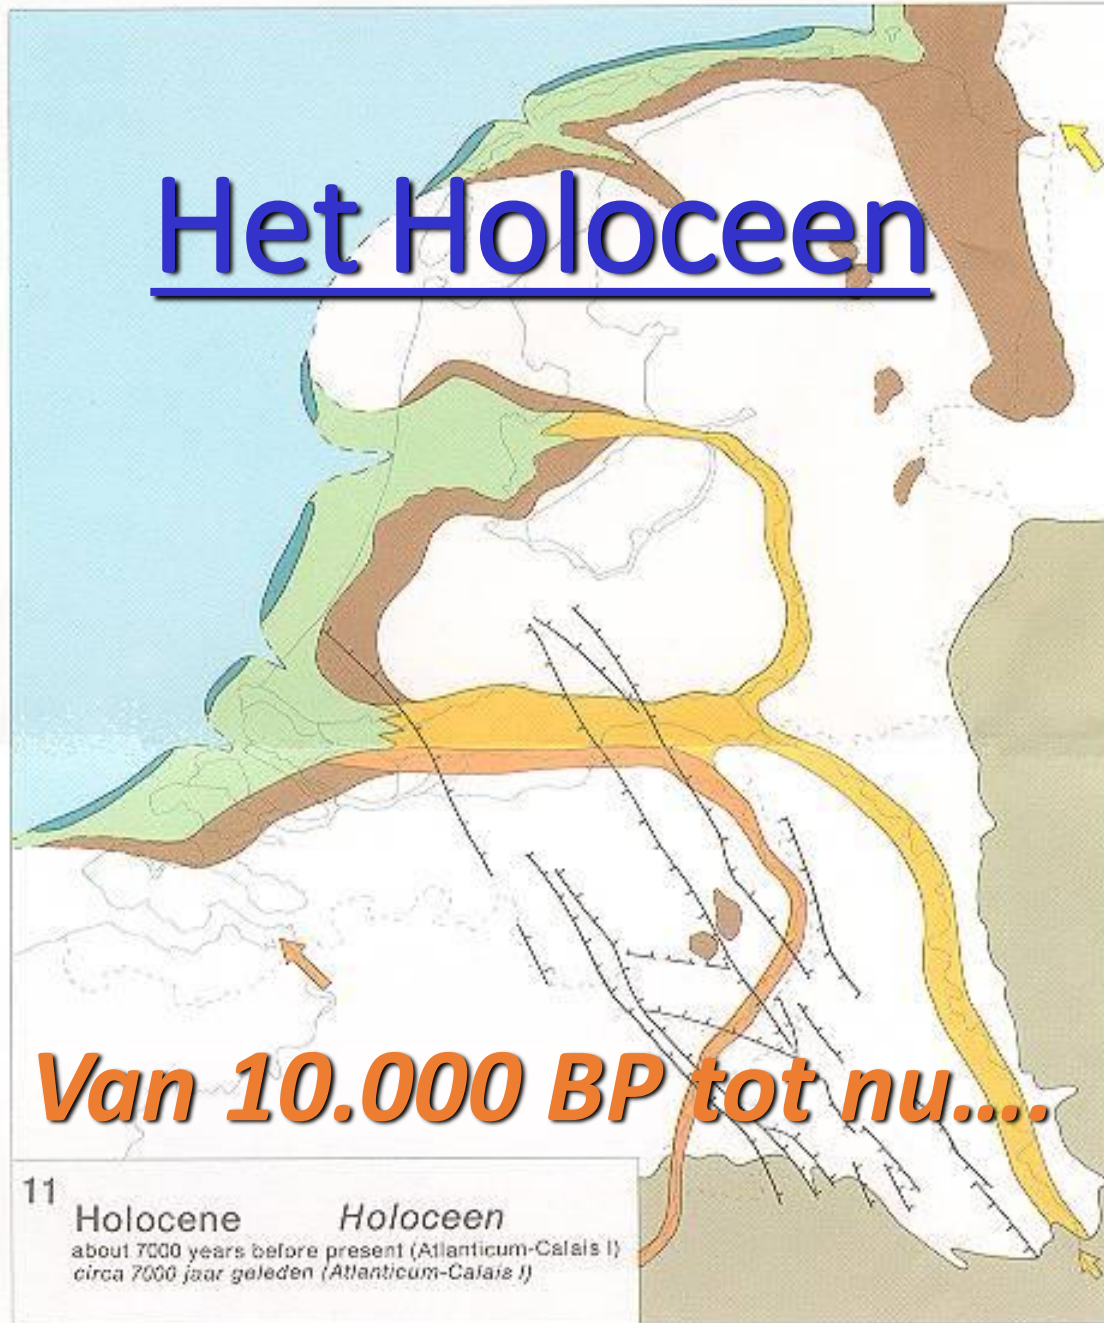 Het Holoceen
Van 10.000 BP tot nu....
11
Holocene Holoceen
about 7000 years before present (Atlanticum-Calais I)
circa 7000 jaar geleden (Atlanticum-Calais I)